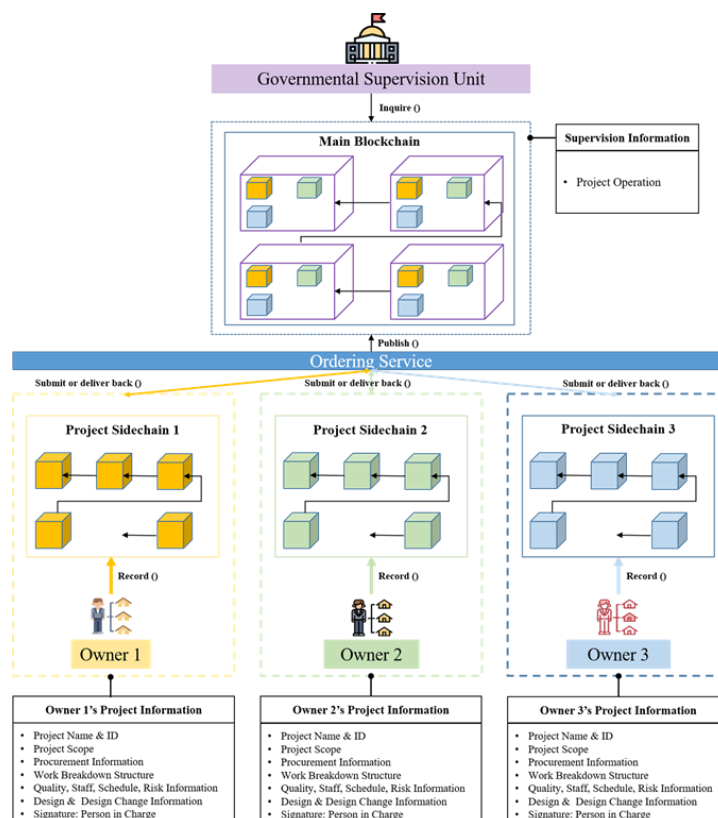 Governmental Supervision Unit
Inquire ()
Main Blockchain
Supervision Information
• Project Operation
Publish ()
Ordering Service
Submit or deliver back ()
Submit or deliver back ()
Submit or deliver back ()
Project Sidechain 1
Project Sidechain 2
Project Sidechain 3
Record ()
Record ()
Record ()
Owner 1
Owner 2
Owner 3
Owner 1's Project Information
• Project Name & ID
• Project Scope
• Procurement Information
• Work Breakdown Structure
• Quality, Staff, Schedule, Risk Information
• Design & Design Change Information
• Signature: Person in Charge
Owner 2's Project Information
• Project Name & ID
• Project Scope
• Procurement Information
• Work Breakdown Structure
• Quality, Staff, Schedule, Risk Information
• Design & Design Change Information
• Signature: Person in Charge
Owner 3's Project Information
• Project Name & ID
• Project Scope
• Procurement Information
• Work Breakdown Structure
• Quality, Staff, Schedule, Risk Information
• Design & Design Change Information
• Signature: Person in Charge